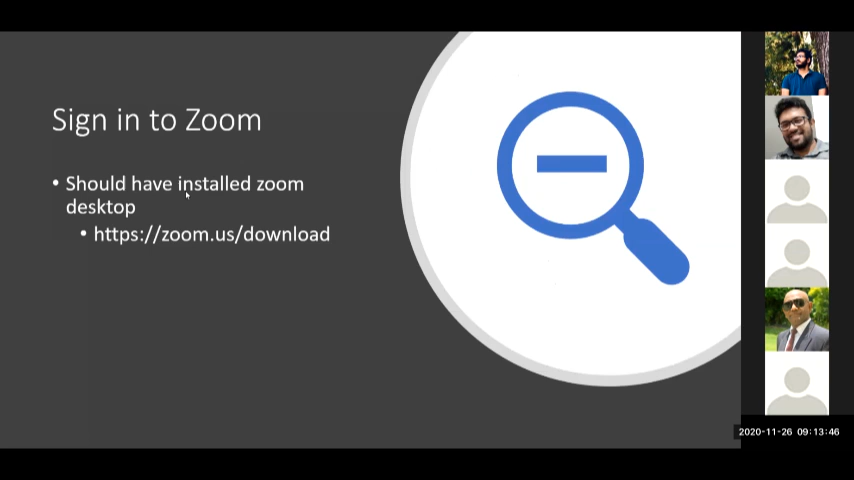 Sign in to Zoom
• Should have installed zoom
desktop
• https://zoom.us/download
2020-11-26 09:13:46